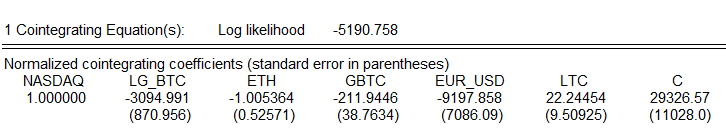 1 Cointegrating Equation(s): Log likelihood -5190.758
Normalized cointegrating coefficients (standard error in parentheses)
NASDAQ LG_BTC ETH GBTC EUR_USD LTC C
1.000000 -3094.991 -1.005364 -211.9446 -9197.858 22.24454 29326.57
(870.956) (0.52571) (38.7634) (7086.09) (9.50925) (11028.0)